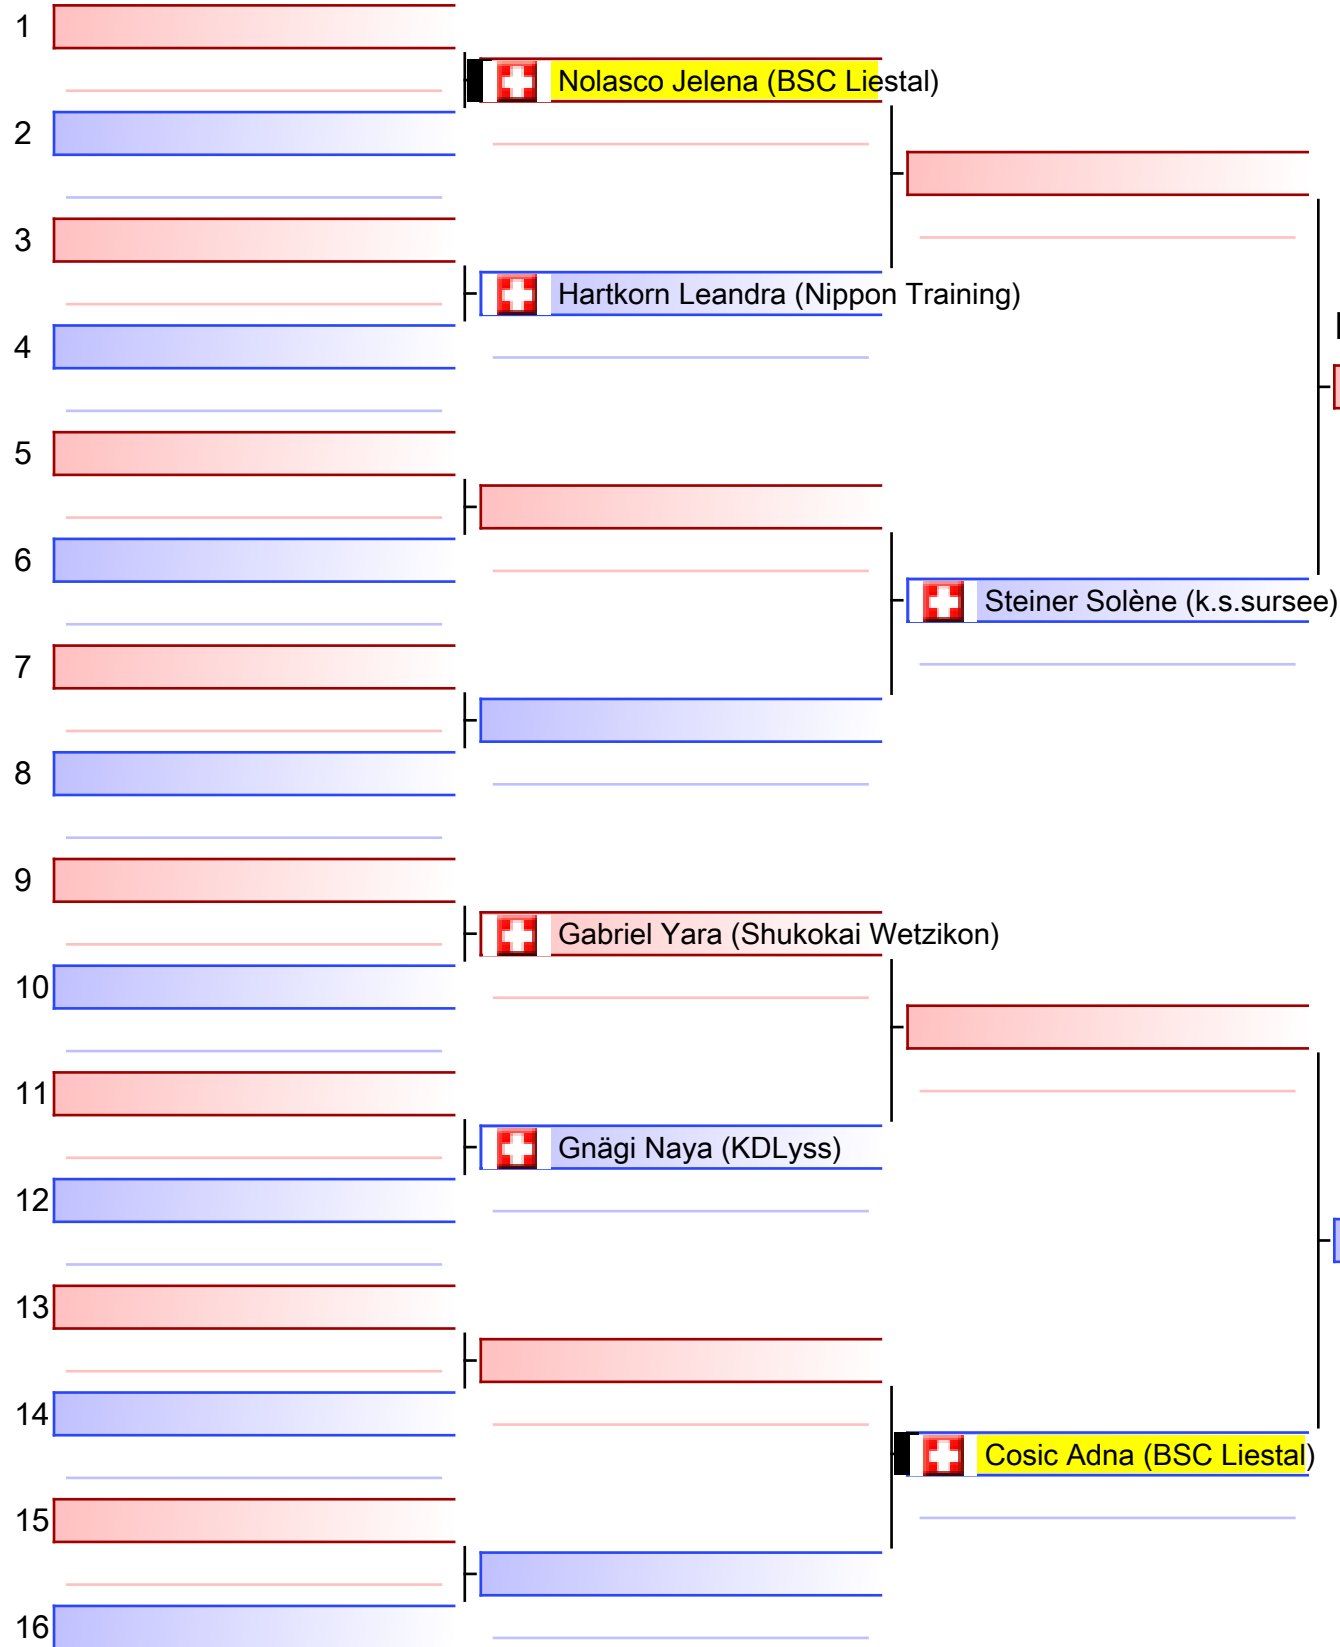 1
Nolasco Jelena (BSC Liestal)
2
3
Hartkorn Leandra (Nippon Training)
4
5
6
Steiner Solène (k.s.sursee)
7
8
9
Gabriel Yara (Shukokai Wetzikon)
10
11
Gnägi Naya (KDLyss)
12
13
14
Cosic Adna (BSC Liestal)
15
16